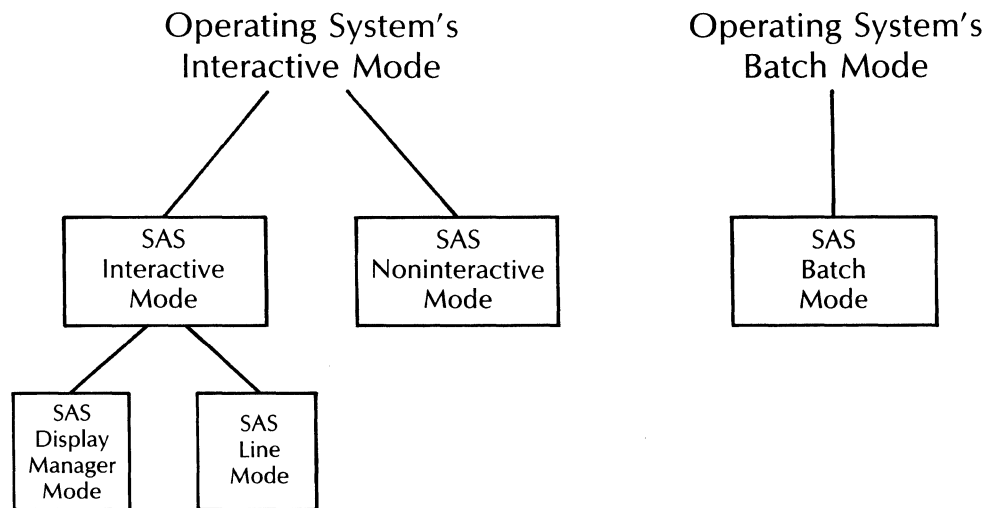 Operating System's
Interactive Mode
Operating System's
Batch Mode
SAS
Interactive
Mode
SAS
Noninteractive
Mode
SAS
Batch
Mode
SAS
Display
Manager
Mode
SAS
Line
Mode